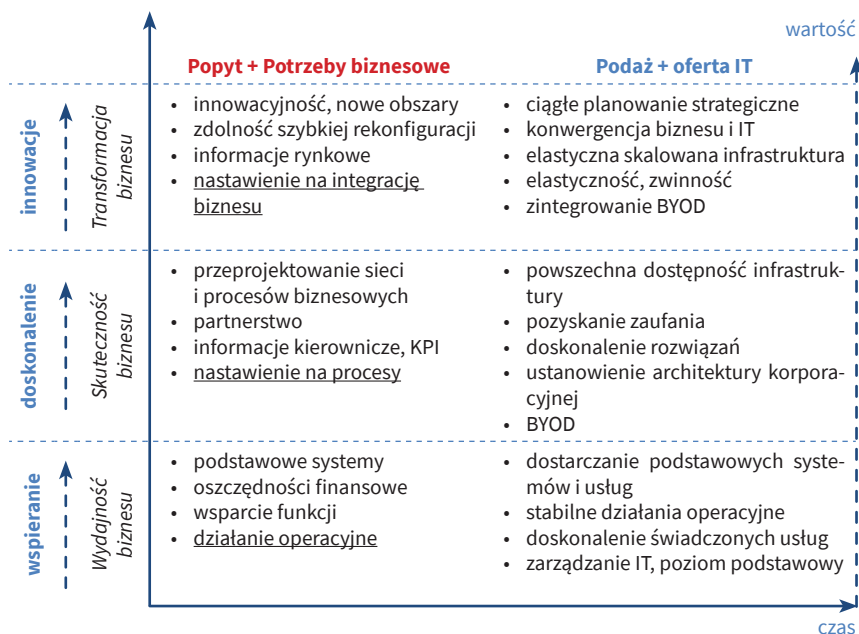 wartość
Popyt + Potrzeby biznesowe
Podaż + oferta IT
innowacje
Transformacja
biznesu
• innowacyjność, nowe obszary
• zdolność szybkiej rekonfiguracji
• informacje rynkowe
• nastawienie na integrację
biznesu
• ciągłe planowanie strategiczne
• konwergencja biznesu i IT
• elastyczna skalowana infrastruktura
• elastyczność, zwinność
• zintegrowanie BYOD
doskonalenie
Skuteczność
biznesu
• przeprojektowanie sieci
i procesów biznesowych
• partnerstwo
• informacje kierownicze, KPI
• nastawienie na procesy
• powszechna dostępność infrastruk-
tury
• pozyskanie zaufania
• doskonalenie rozwiązań
• ustanowienie architektury korpora-
cyjnej
• BYOD
wspieranie
Wydajność
biznesu
• podstawowe systemy
• oszczędności finansowe
• wsparcie funkcji
• działanie operacyjne
• dostarczanie podstawowych syste-
mów i usług
• stabilne działania operacyjne
• doskonalenie świadczonych usług
• zarządzanie IT, poziom podstawowy
czas